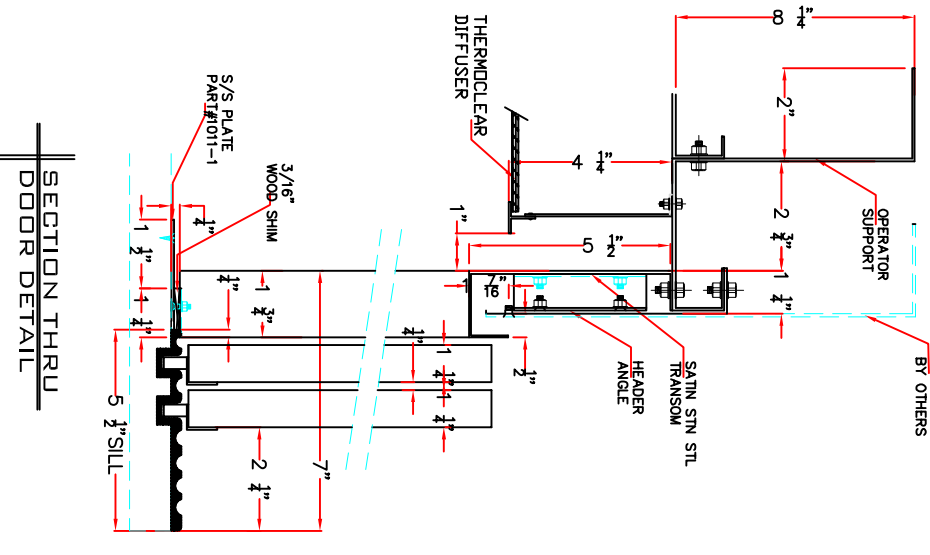 8 1/4"
2"
OPERATOR
SUPPORT
2 3/4"
1 1/2"
BY OTHERS
THERMOCLEAR
DIFFUSER
4 1/4"
1"
5 1/2"
1 7/16"
SATIN STN STL
TRANSOM
HEADER
ANGLE
1/2"
S/S PLATE
PART#1011-1
3/16"
WOOD SHIM
1/4"
1 1/2"
1 1/4"
1/4"
1 3/4"
1/4"
1 1/4"
1 1/4"
7"
2 1/4"
5 1/2" SILL
SECTION THRU
DOOR DETAIL